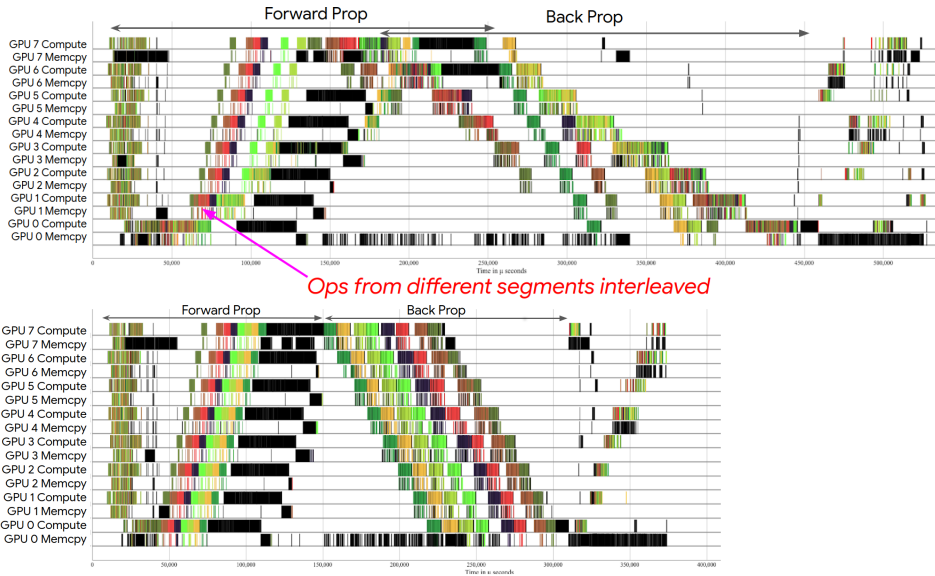 Forward Prop
Back Prop
GPU 7 Compute
GPU 7 Memcpy
GPU 6 Compute
GPU 6 Memcpy
GPU 5 Compute
GPU 5 Memcpy
GPU 4 Compute
GPU 4 Memcpy
GPU 3 Compute
GPU 3 Memcpy
GPU 2 Compute
GPU 2 Memcpy
GPU 1 Compute
GPU 1 Memcpy
GPU 0 Compute
GPU 0 Memcpy
0 50,000 100,000 150,000 200,000 250,000 300,000 350,000 400,000 450,000 500,000
Time in μ seconds
Ops from different segments interleaved
Forward Prop
Back Prop
GPU 7 Compute
GPU 7 Memcpy
GPU 6 Compute
GPU 6 Memcpy
GPU 5 Compute
GPU 5 Memcpy
GPU 4 Compute
GPU 4 Memcpy
GPU 3 Compute
GPU 3 Memcpy
GPU 2 Compute
GPU 2 Memcpy
GPU 1 Compute
GPU 1 Memcpy
GPU 0 Compute
GPU 0 Memcpy
0 50,000 100,000 150,000 200,000 250,000 300,000 350,000 400,000
Time in μ seconds